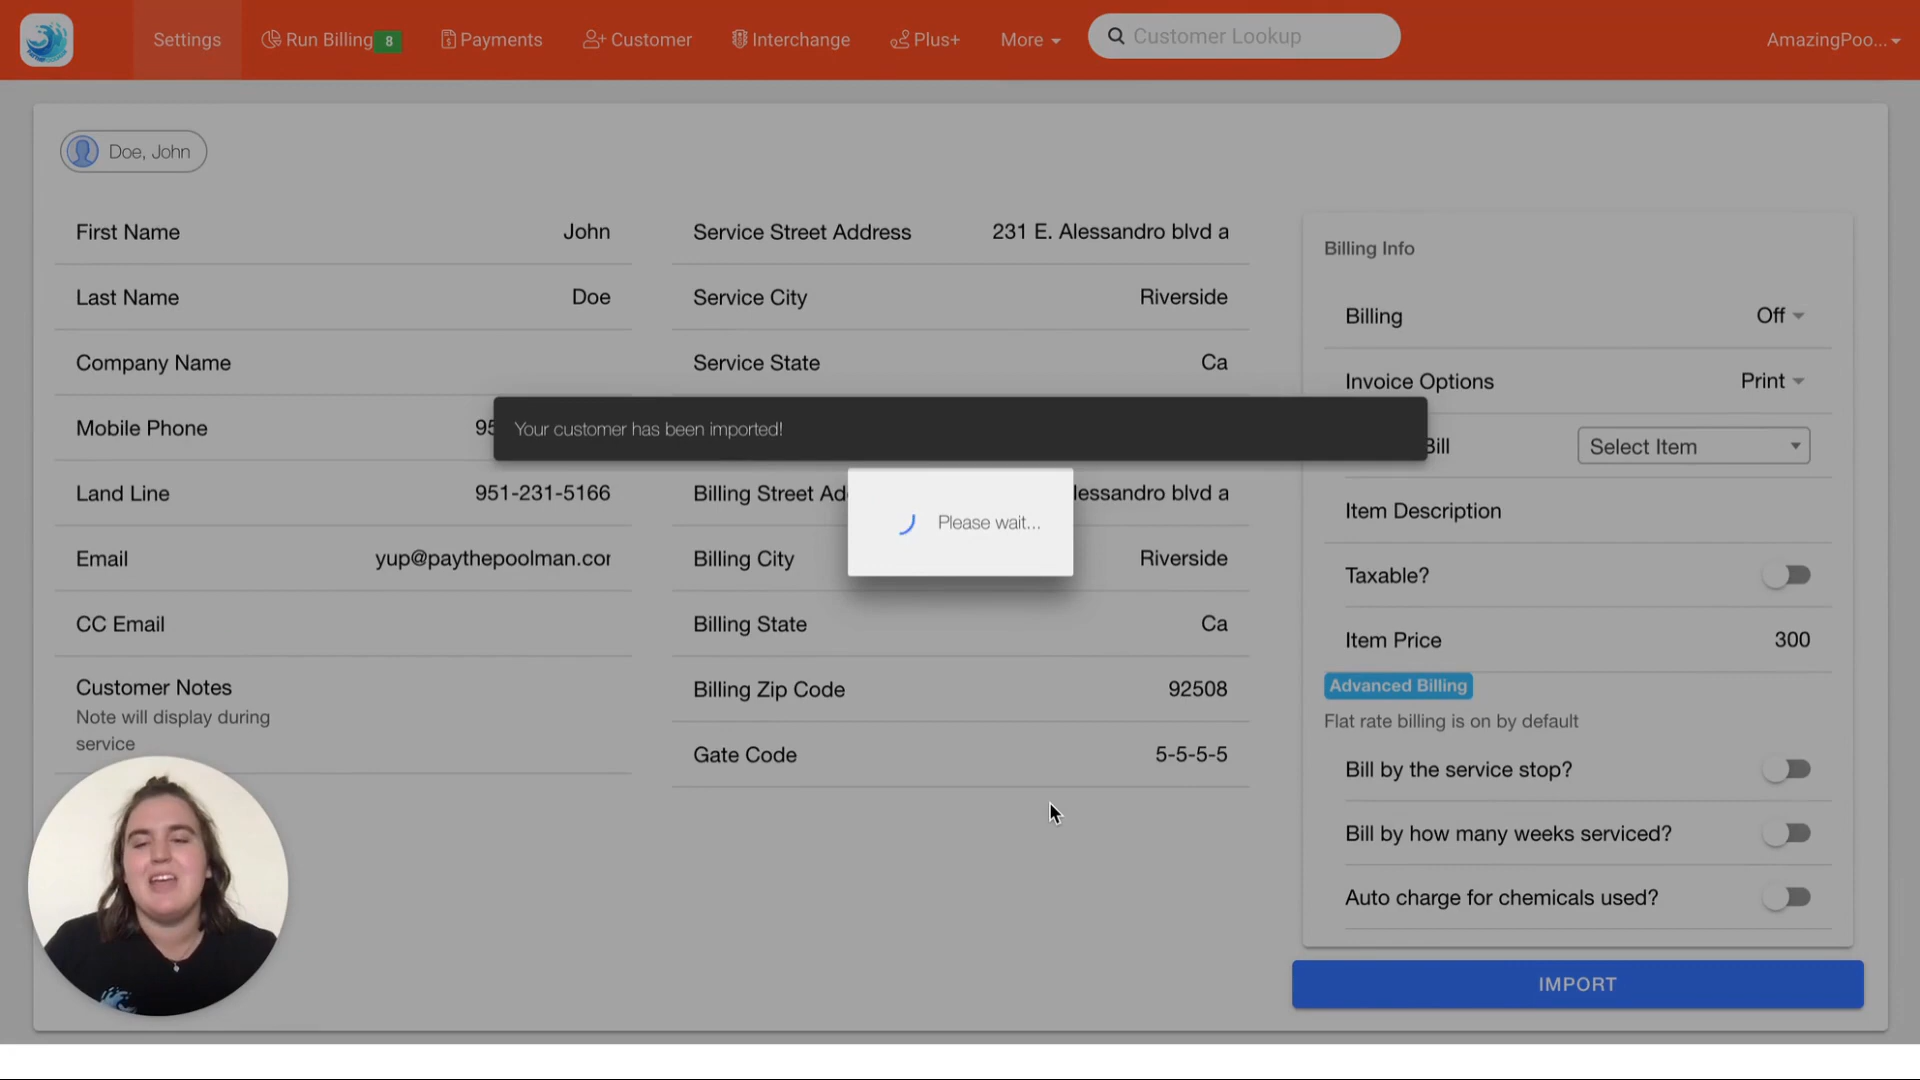 Settings
Run Billing 8
Payments
Customer
Interchange
Plus+
More
Customer Lookup
AmazingPoo...
Doe, John
First Name John
Last Name Doe
Company Name
Mobile Phone 95
Land Line 951-231-5166
Email yup@paythepoolman.cor
CC Email
Customer Notes
Note will display during
service
Service Street Address 231 E. Alessandro blvd a
Service City Riverside
Service State Ca
Your customer has been imported!
Please wait...
Billing Street Ad lessandro blvd a
Billing City Riverside
Billing State Ca
Billing Zip Code 92508
Gate Code 5-5-5-5
Billing Info
Billing Off
Invoice Options Print
Bill Select Item
Item Description
Taxable?
Item Price 300
Advanced Billing
Flat rate billing is on by default
Bill by the service stop?
Bill by how many weeks serviced?
Auto charge for chemicals used?
IMPORT